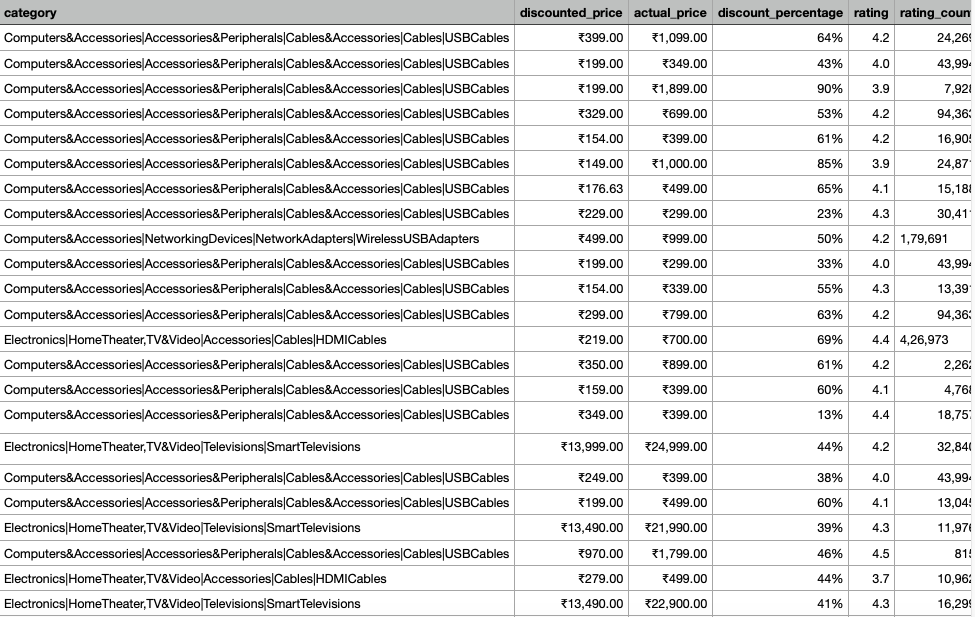 category discounted_price actual_price discount_percentage rating rating_coun
Computers&Accessories|Accessories&Peripherals|Cables&Accessories|Cables|USBCables ₹399.00 ₹1,099.00 64% 4.2 24,269
Computers&Accessories|Accessories&Peripherals|Cables&Accessories|Cables|USBCables ₹199.00 ₹349.00 43% 4.0 43,994
Computers&Accessories|Accessories&Peripherals|Cables&Accessories|Cables|USBCables ₹199.00 ₹1,899.00 90% 3.9 7,928
Computers&Accessories|Accessories&Peripherals|Cables&Accessories|Cables|USBCables ₹329.00 ₹699.00 53% 4.2 94,363
Computers&Accessories|Accessories&Peripherals|Cables&Accessories|Cables|USBCables ₹154.00 ₹399.00 61% 4.2 16,905
Computers&Accessories|Accessories&Peripherals|Cables&Accessories|Cables|USBCables ₹149.00 ₹1,000.00 85% 3.9 24,871
Computers&Accessories|Accessories&Peripherals|Cables&Accessories|Cables|USBCables ₹176.63 ₹499.00 65% 4.1 15,188
Computers&Accessories|Accessories&Peripherals|Cables&Accessories|Cables|USBCables ₹229.00 ₹299.00 23% 4.3 30,411
Computers&Accessories|NetworkingDevices|NetworkAdapters|WirelessUSBAdapters ₹499.00 ₹999.00 50% 4.2 1,79,691
Computers&Accessories|Accessories&Peripherals|Cables&Accessories|Cables|USBCables ₹199.00 ₹299.00 33% 4.0 43,994
Computers&Accessories|Accessories&Peripherals|Cables&Accessories|Cables|USBCables ₹154.00 ₹339.00 55% 4.3 13,391
Computers&Accessories|Accessories&Peripherals|Cables&Accessories|Cables|USBCables ₹299.00 ₹799.00 63% 4.2 94,363
Electronics|HomeTheater,TV&Video|Accessories|Cables|HDMICables ₹219.00 ₹700.00 69% 4.4 4,26,973
Computers&Accessories|Accessories&Peripherals|Cables&Accessories|Cables|USBCables ₹350.00 ₹899.00 61% 4.2 2,262
Computers&Accessories|Accessories&Peripherals|Cables&Accessories|Cables|USBCables ₹159.00 ₹399.00 60% 4.1 4,768
Computers&Accessories|Accessories&Peripherals|Cables&Accessories|Cables|USBCables ₹349.00 ₹399.00 13% 4.4 18,757
Electronics|HomeTheater,TV&Video|Televisions|SmartTelevisions ₹13,999.00 ₹24,999.00 44% 4.2 32,840
Computers&Accessories|Accessories&Peripherals|Cables&Accessories|Cables|USBCables ₹249.00 ₹399.00 38% 4.0 43,994
Computers&Accessories|Accessories&Peripherals|Cables&Accessories|Cables|USBCables ₹199.00 ₹499.00 60% 4.1 13,045
Electronics|HomeTheater,TV&Video|Televisions|SmartTelevisions ₹13,490.00 ₹21,990.00 39% 4.3 11,976
Computers&Accessories|Accessories&Peripherals|Cables&Accessories|Cables|USBCables ₹970.00 ₹1,799.00 46% 4.5 815
Electronics|HomeTheater,TV&Video|Accessories|Cables|HDMICables ₹279.00 ₹499.00 44% 3.7 10,962
Electronics|HomeTheater,TV&Video|Televisions|SmartTelevisions ₹13,490.00 ₹22,900.00 41% 4.3 16,299